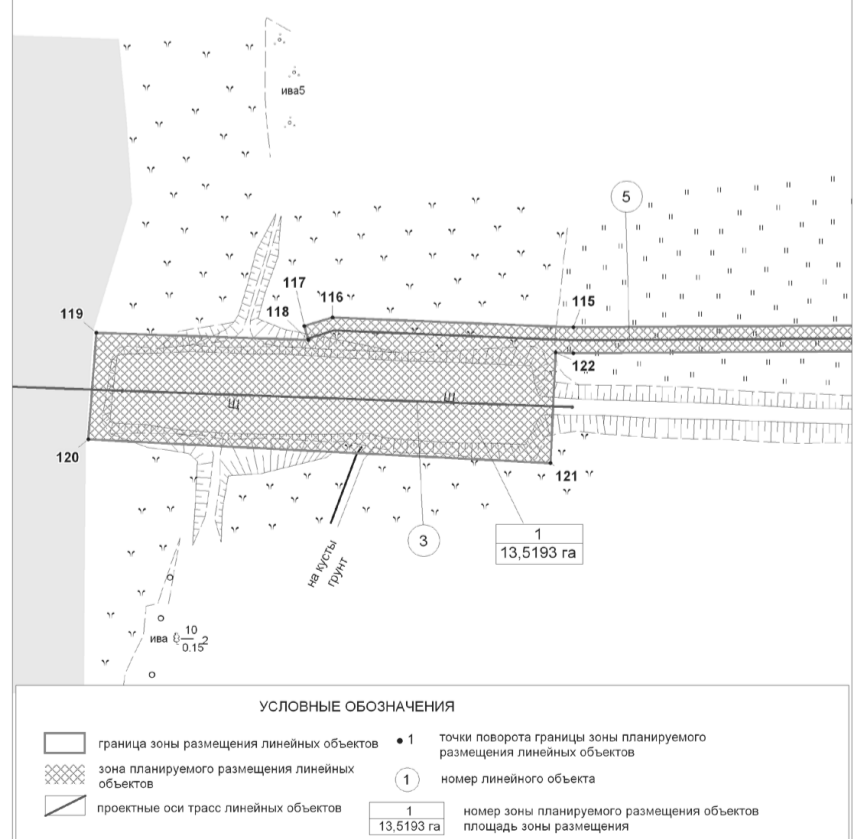 ива5
5
117
116
115
118
119
122
Щ
Щ
120
121
3
1
13,5193 га
на кусты
грунт
ива 10 2
0.15
УСЛОВНЫЕ ОБОЗНАЧЕНИЯ
граница зоны размещения линейных объектов
зона планируемого размещения линейных
объектов
проектные оси трасс линейных объектов
1 точки поворота границы зоны планируемого
размещения линейных объектов
1 номер линейного объекта
1
13,5193 га
номер зоны планируемого размещения объектов
площадь зоны размещения